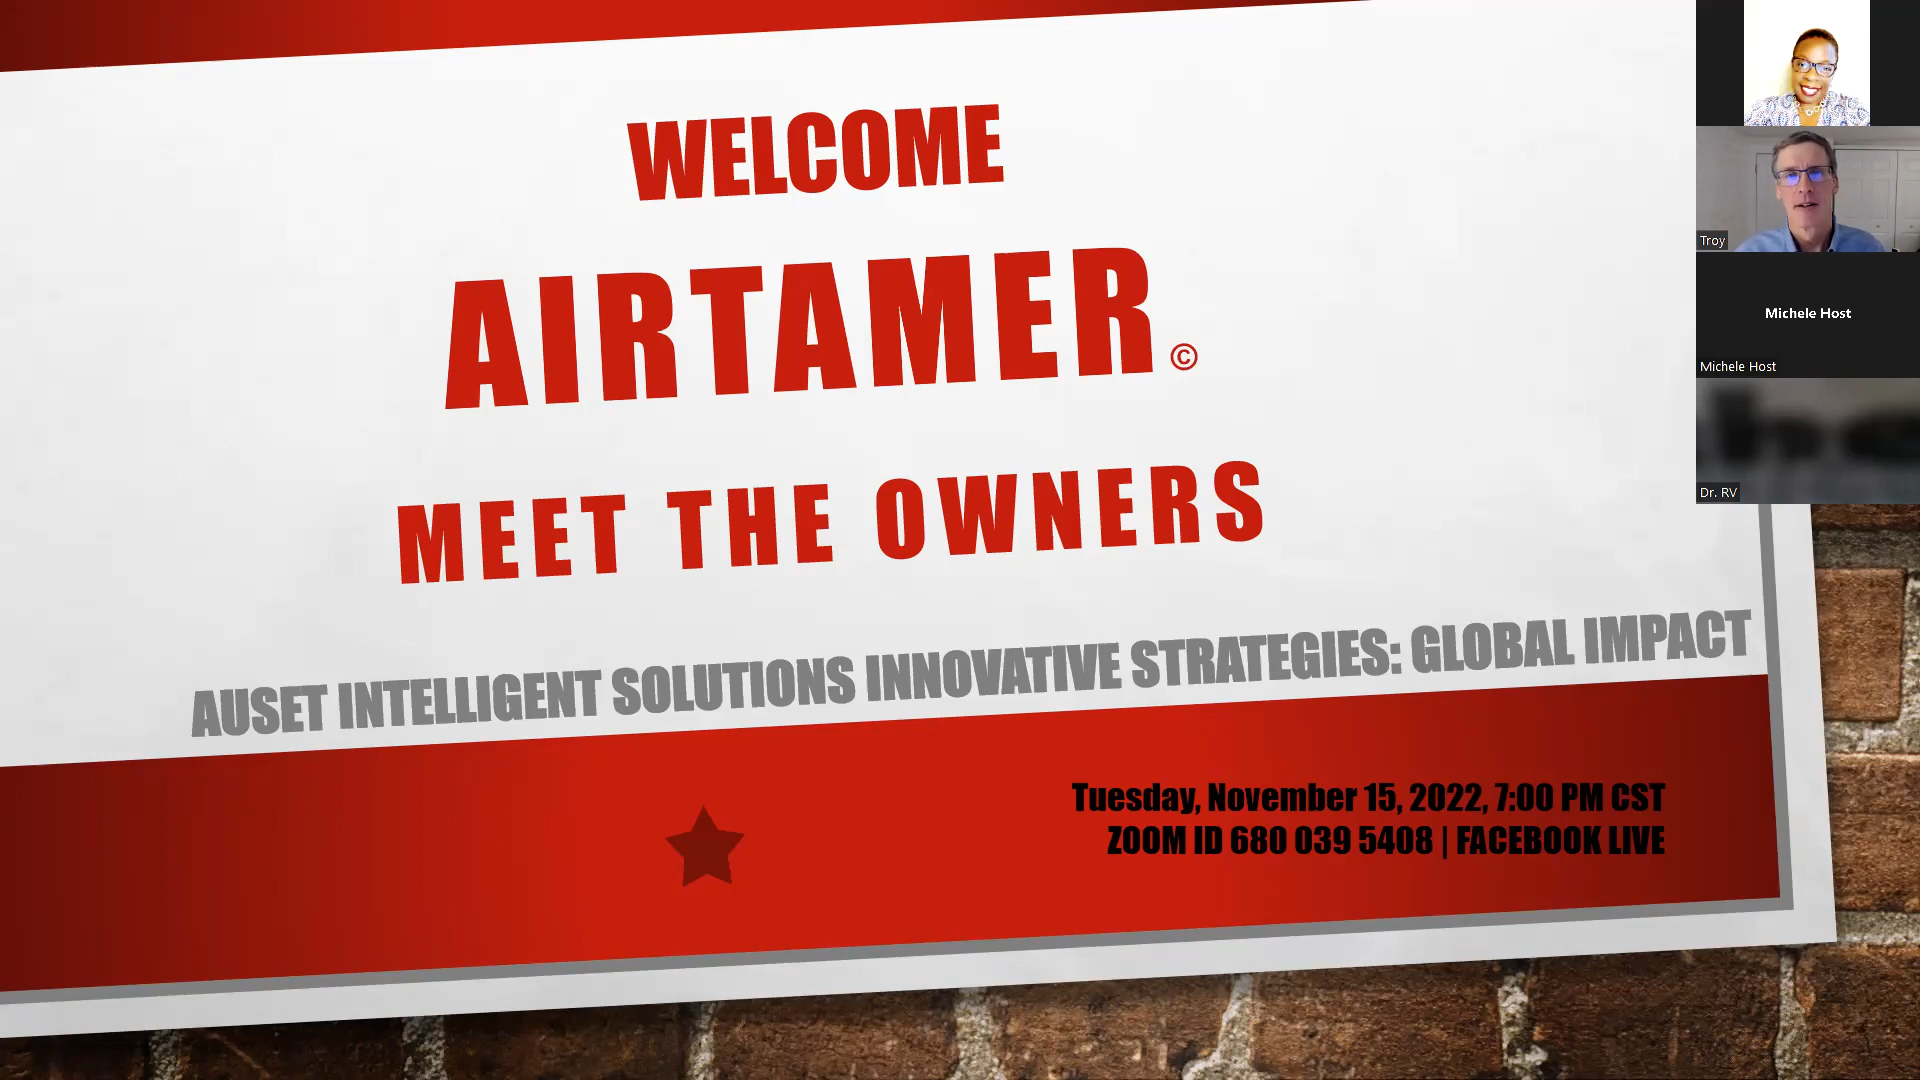 WELCOME
AIRTAMER©
MEET THE OWNERS
AUSET INTELLIGENT SOLUTIONS INNOVATIVE STRATEGIES: GLOBAL IMPACT
Tuesday, November 15, 2022, 7:00 PM CST
ZOOM ID 680 039 5408 | FACEBOOK LIVE
Troy
Michele Host
Michele Host
Dr. RV